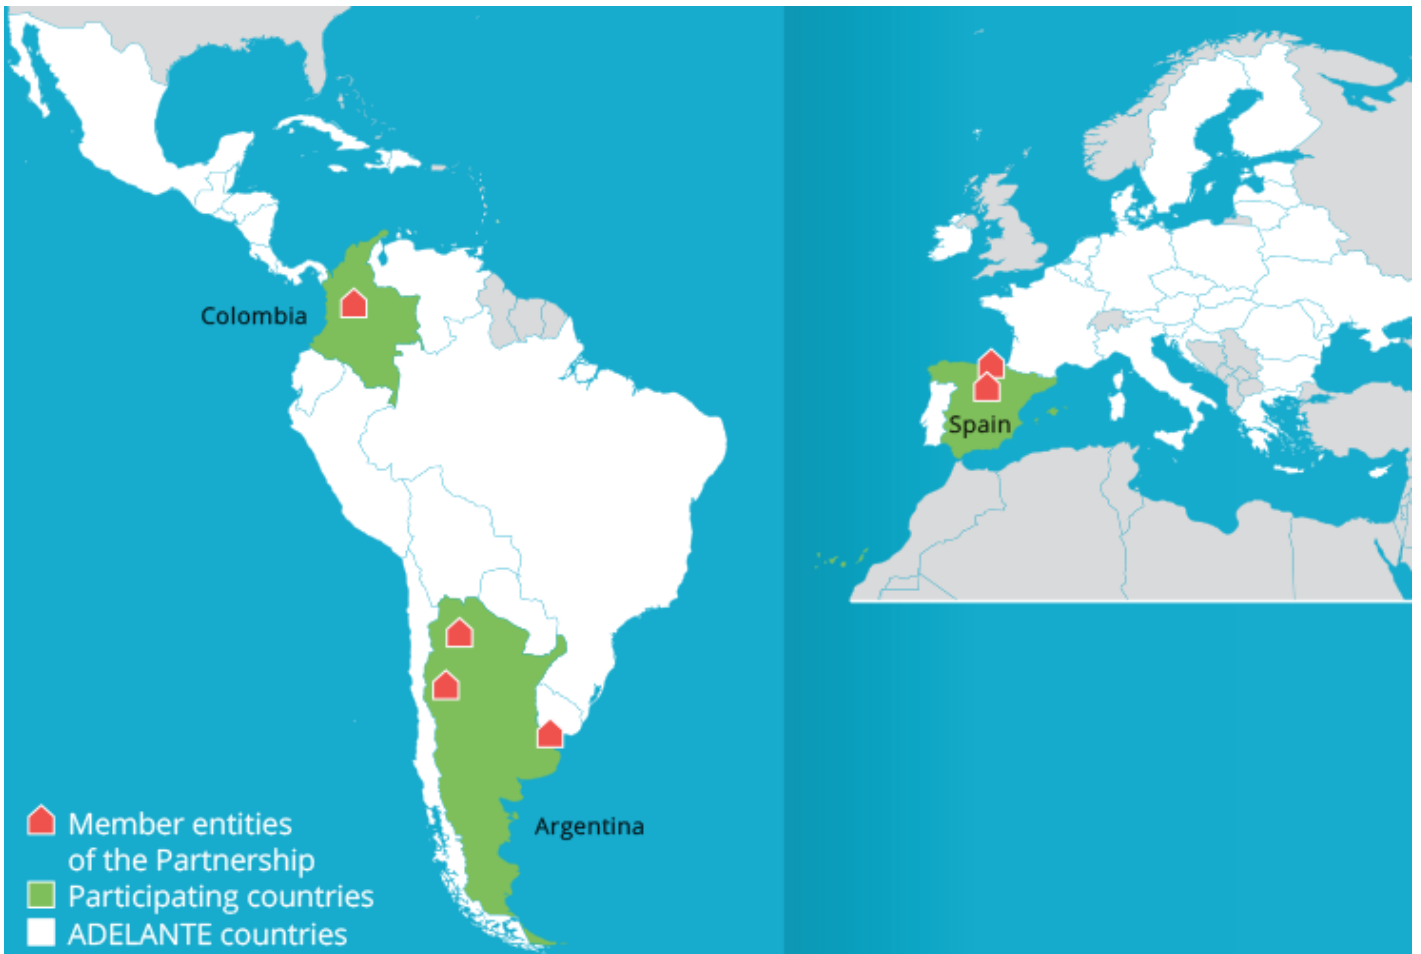 Colombia
Spain
Argentina
Member entities
of the Partnership
Participating countries
ADELANTE countries